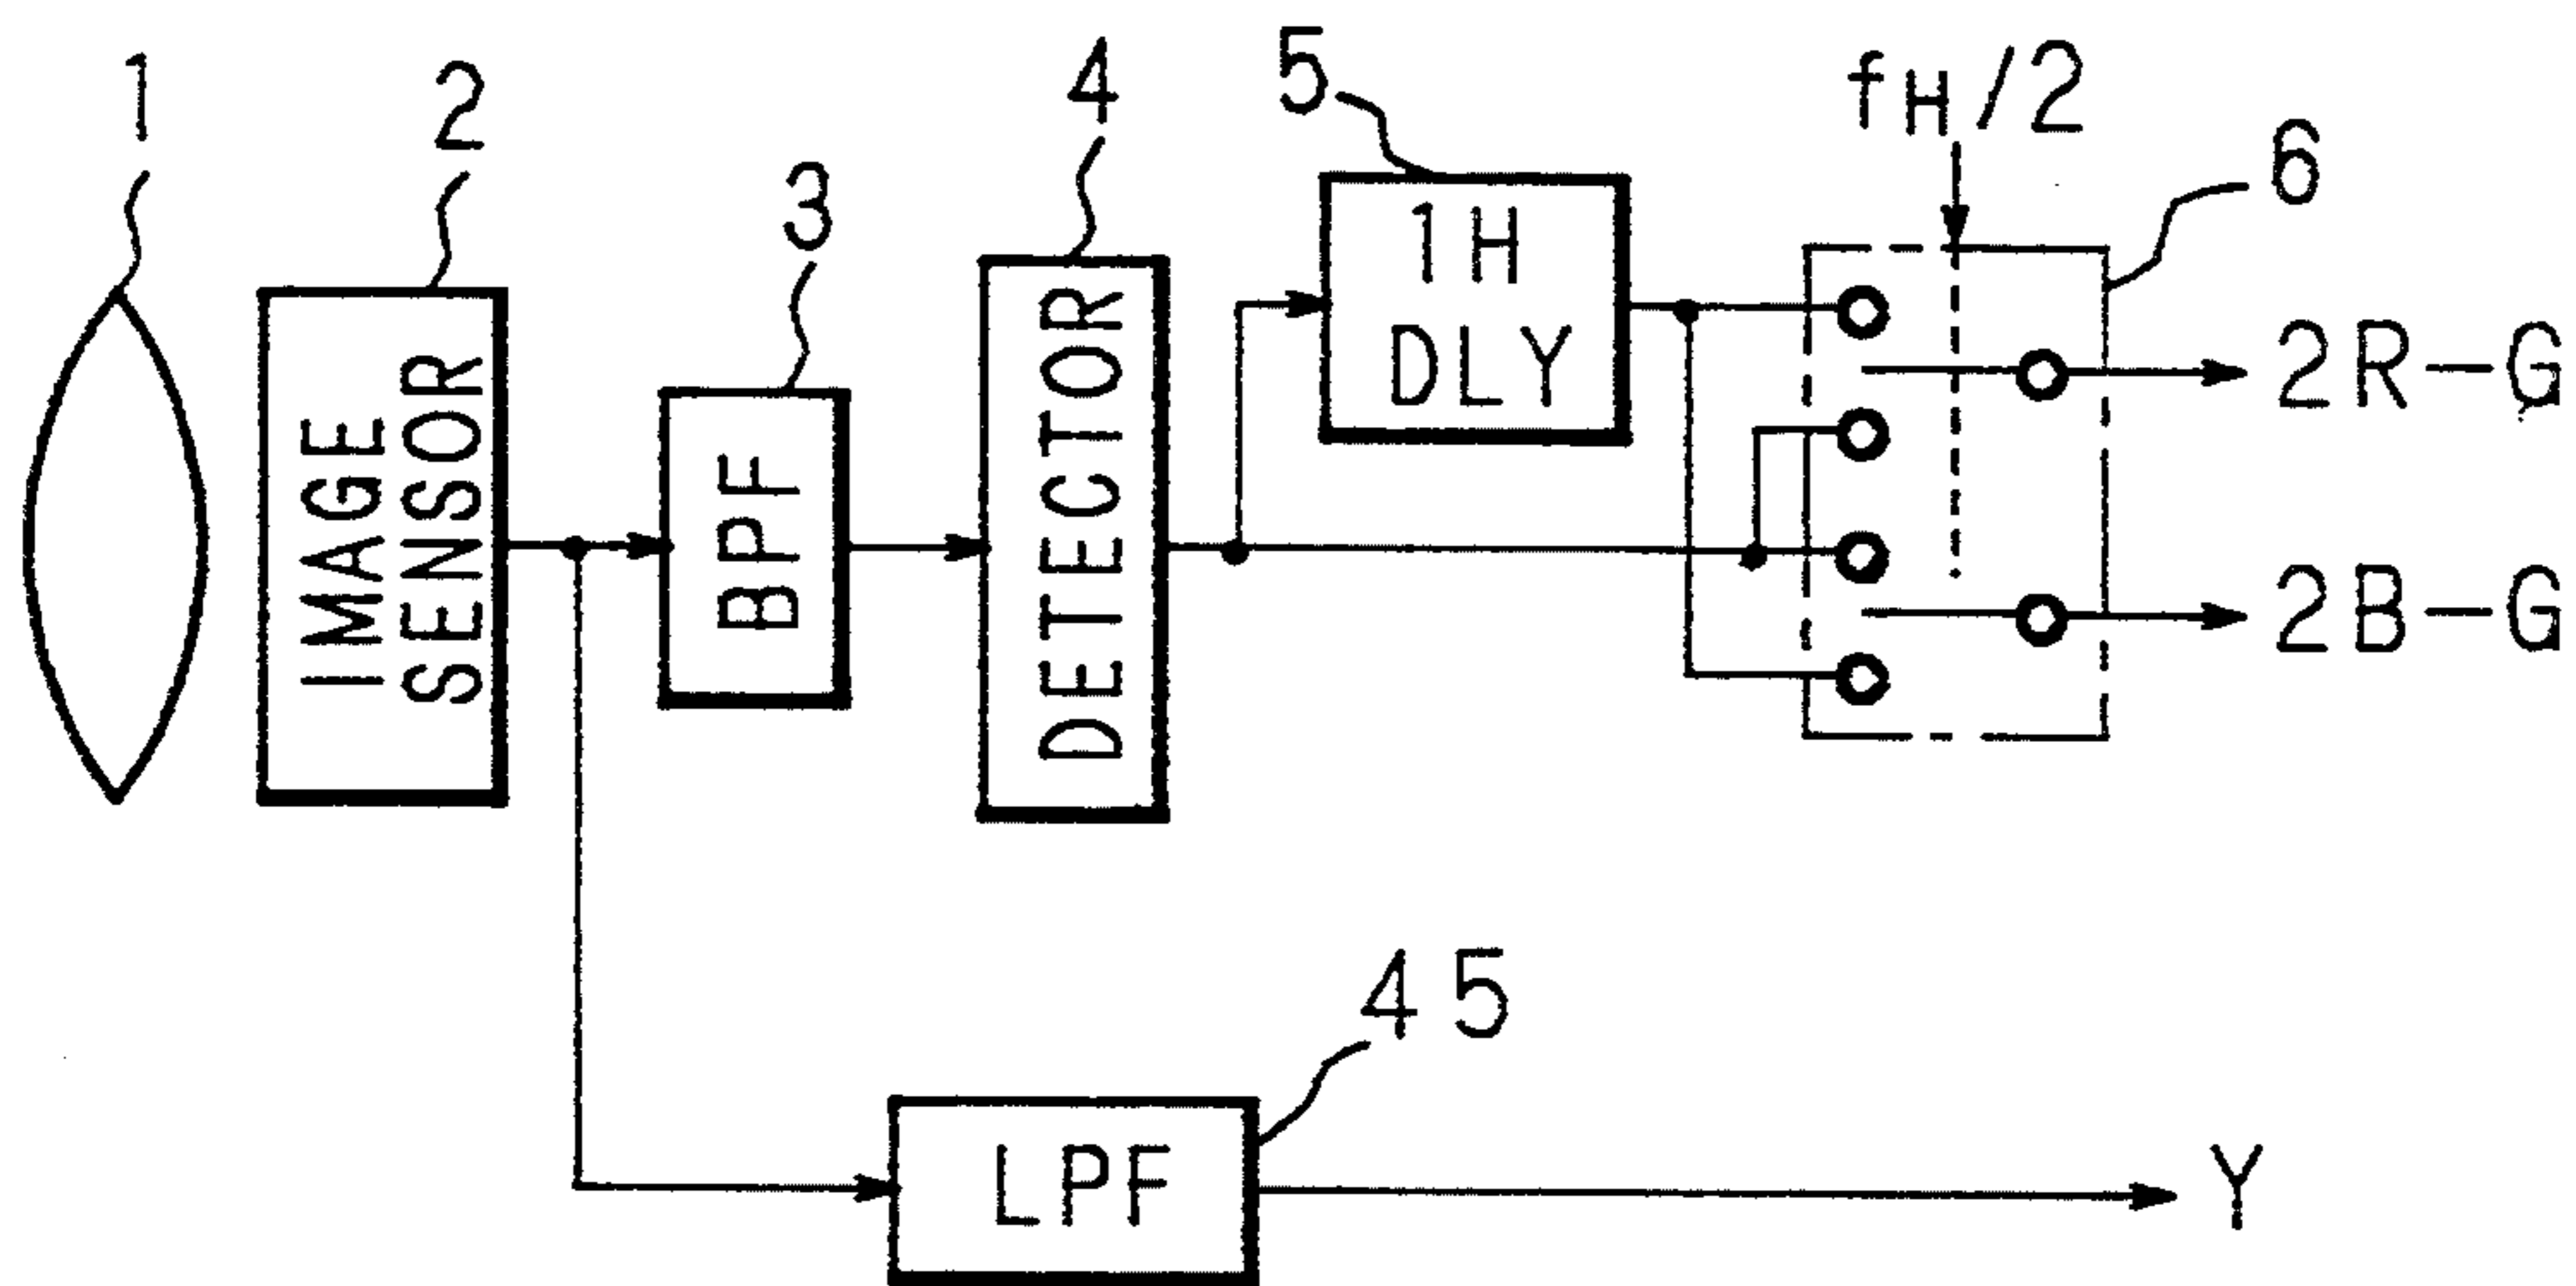 1
2
3
4
5
fH/2
6
IMAGE
SENSOR
BPF
DETECTOR
1H
DLY
2R-G
2B-G
45
LPF
Y